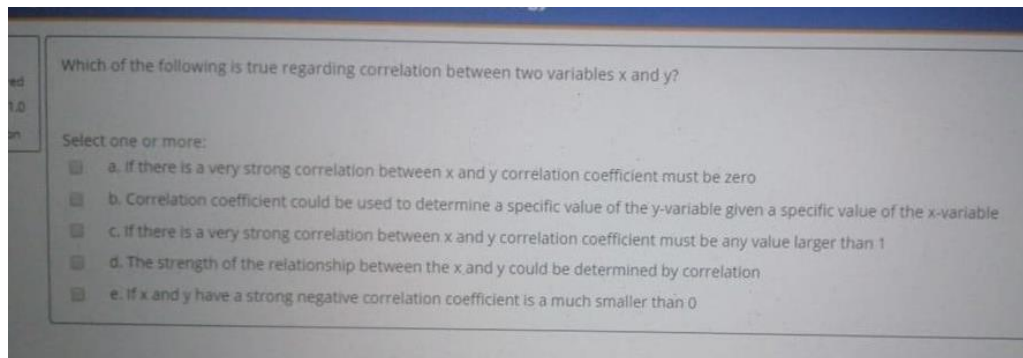 Which of the following is true regarding correlation between two variables x and y?
ed
1.0
on
Select one or more:
a. If there is a very strong correlation between x and y correlation coefficient must be zero
b. Correlation coefficient could be used to determine a specific value of the y-variable given a specific value of the x-variable
c. If there is a very strong correlation between x and y correlation coefficient must be any value larger than 1
d. The strength of the relationship between the x and y could be determined by correlation
e. If x and y have a strong negative correlation coefficient is a much smaller than 0